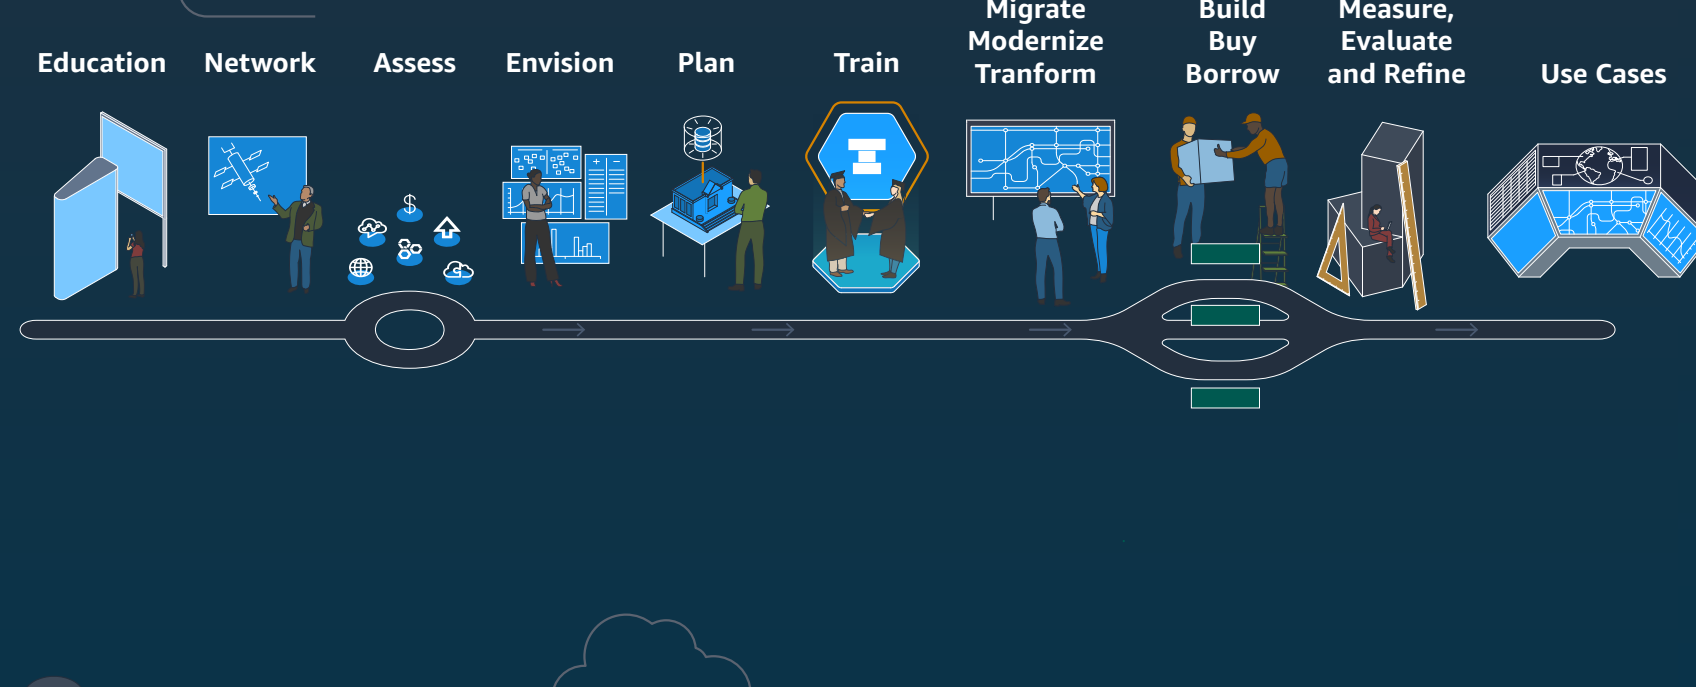 Education
Network
Assess
Envision
Plan
Train
Migrate
Modernize
Tranform
Build
Buy
Borrow
Measure,
Evaluate
and Refine
Use Cases